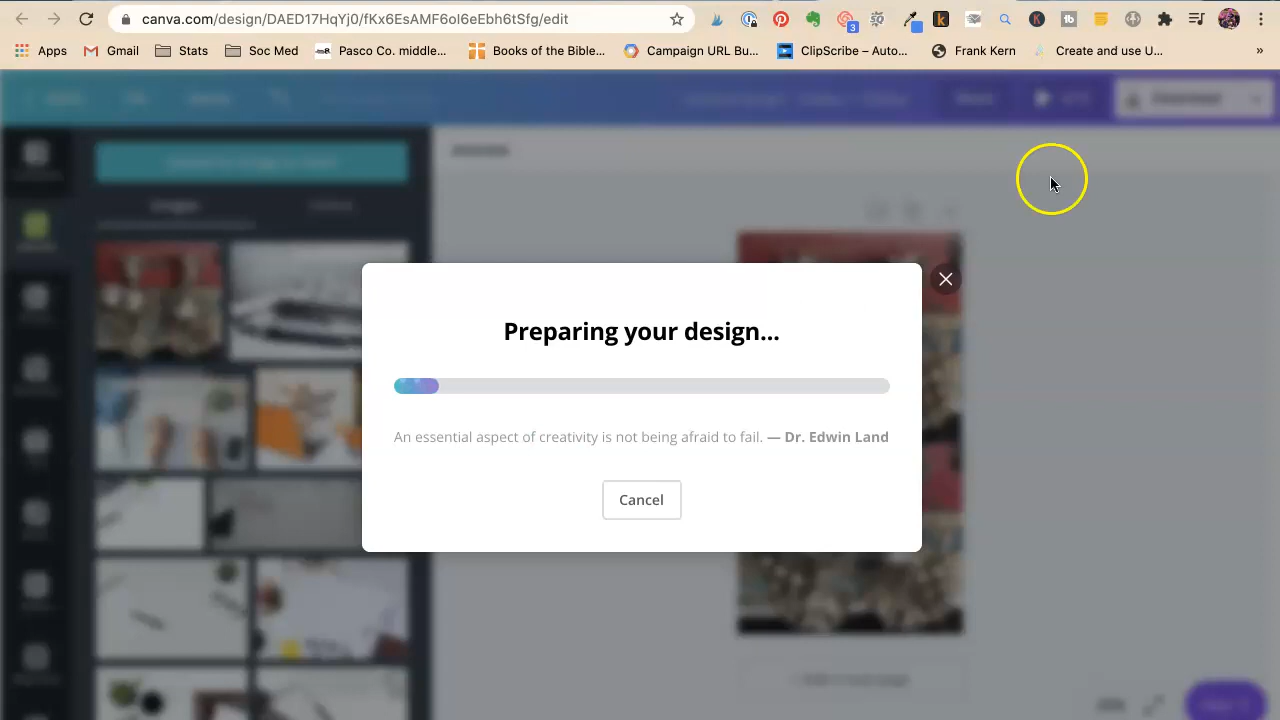 canva.com/design/DAED17HqYj0/fKx6EsAMF6ol6eEbh6tSfg/edit
3
Apps
Gmail
Stats
Soc Med
Pasco Co. middle...
Books of the Bible...
Campaign URL Bu...
ClipScribe – Auto...
Frank Kern
Create and use U...
»
Preparing your design...
An essential aspect of creativity is not being afraid to fail. — Dr. Edwin Land
Cancel